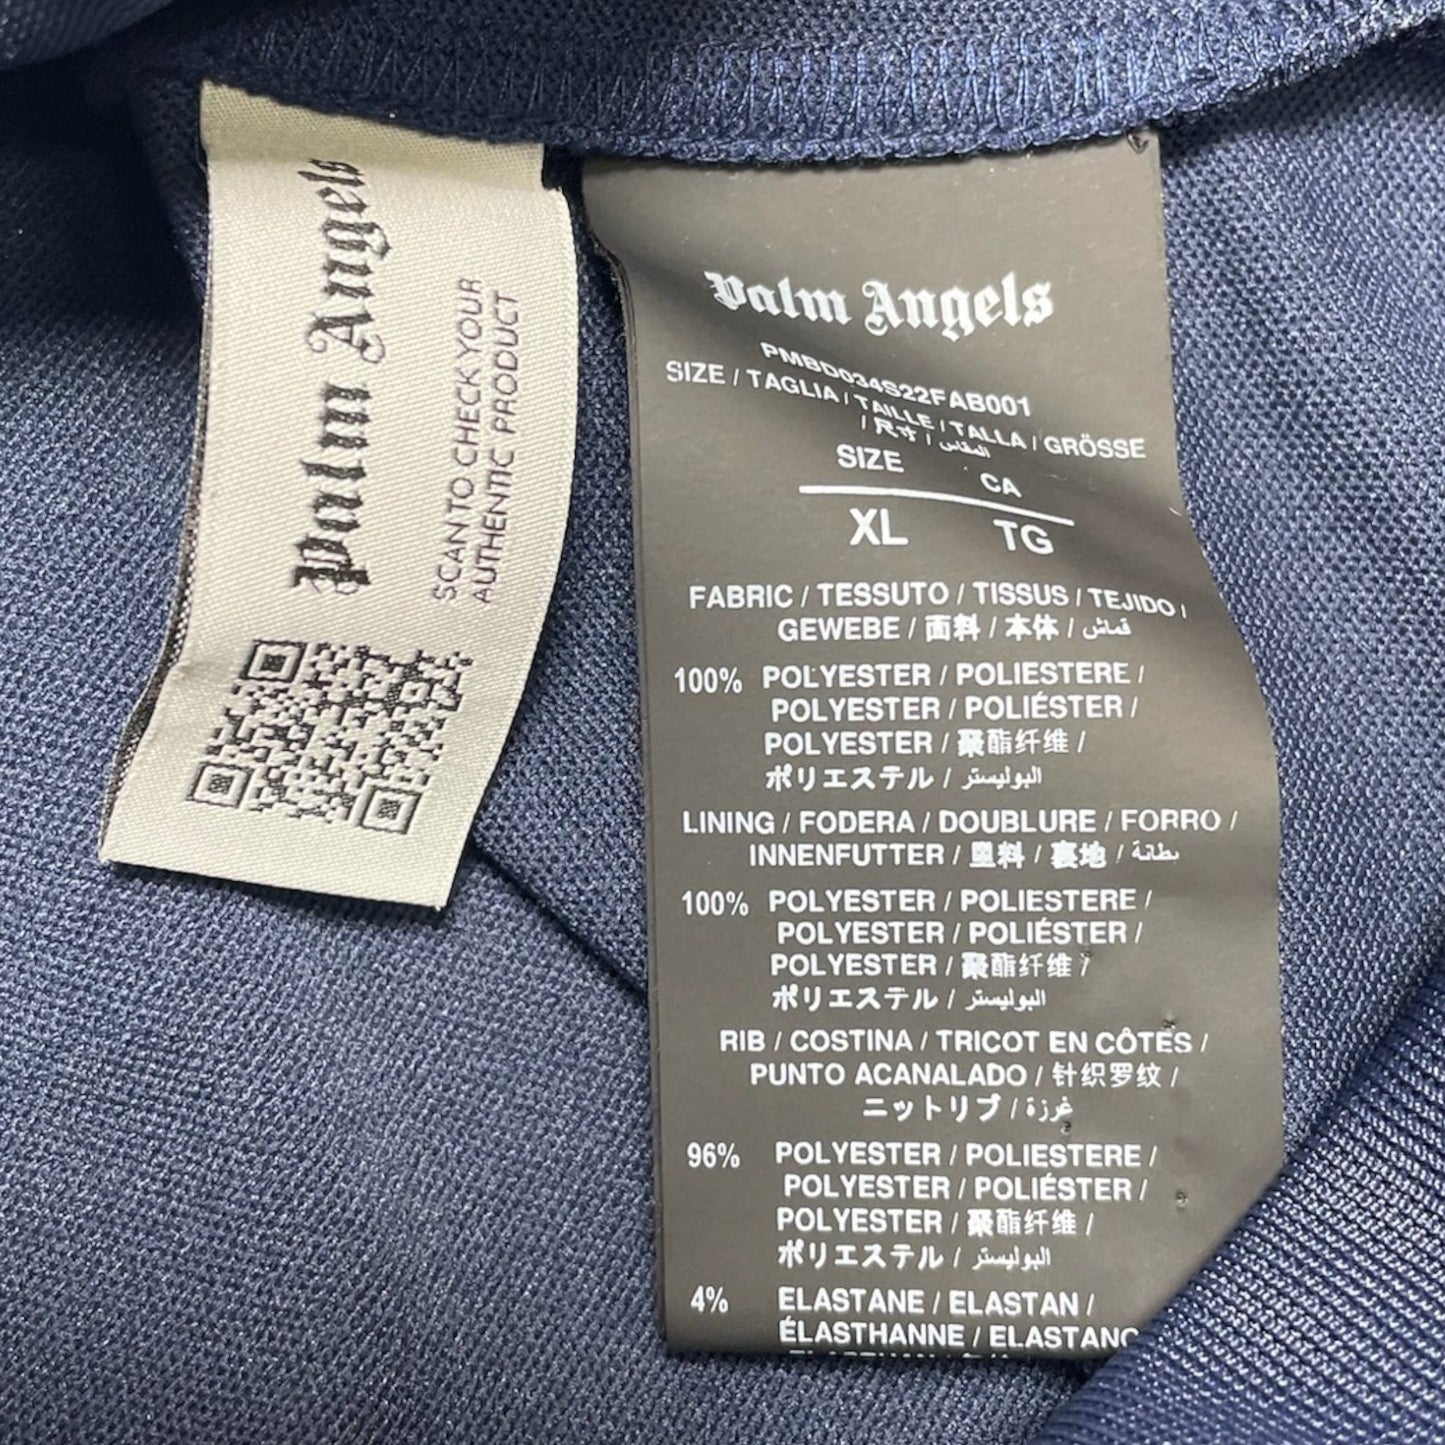 Palm Angels
SCAN TO CHECK YOUR
AUTHENTIC PRODUCT
Palm Angels
PMBD034S22FAB001
SIZE / TAGLIA / TAILLE / TALLA / GRÖSSE
/ 尺寸 / المقاس
SIZE CA
XL TG
FABRIC / TESSUTO / TISSUS / TEJIDO /
GEWEBE / 面料 / 本体 / قماش
100% POLYESTER / POLIESTERE /
POLYESTER / POLIÉSTER /
POLYESTER / 聚酯纤维 /
ポリエステル / البوليستر
LINING / FODERA / DOUBLURE / FORRO /
INNENFUTTER / 里料 / 裏地 / بطانة
100% POLYESTER / POLIESTERE /
POLYESTER / POLIÉSTER /
POLYESTER / 聚酯纤维 /
ポリエステル / البوليستر
RIB / COSTINA / TRICOT EN CÔTES /
PUNTO ACANALADO / 针织罗纹 /
ニットリブ / غرزة
96% POLYESTER / POLIESTERE /
POLYESTER / POLIÉSTER /
POLYESTER / 聚酯纤维 /
ポリエステル / البوليستر
4% ELASTANE / ELASTAN /
ÉLASTHANNE / ELASTANO